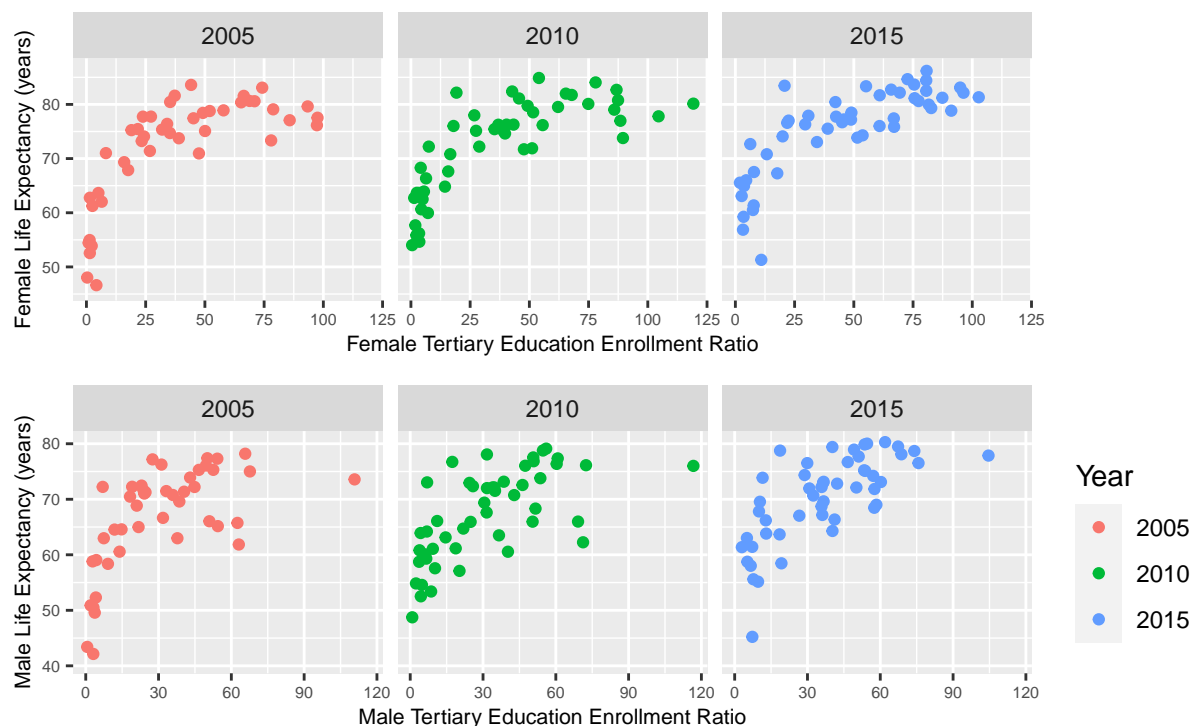 2005 2010 2015
Female Life Expectancy (years)
80
70
60
50
0 25 50 75 100 125 0 25 50 75 100 125 0 25 50 75 100 125
Female Tertiary Education Enrollment Ratio
2005 2010 2015
Male Life Expectancy (years)
80
70
60
50
40
0 30 60 90 120 0 30 60 90 120 0 30 60 90 120
Male Tertiary Education Enrollment Ratio
Year
2005
2010
2015